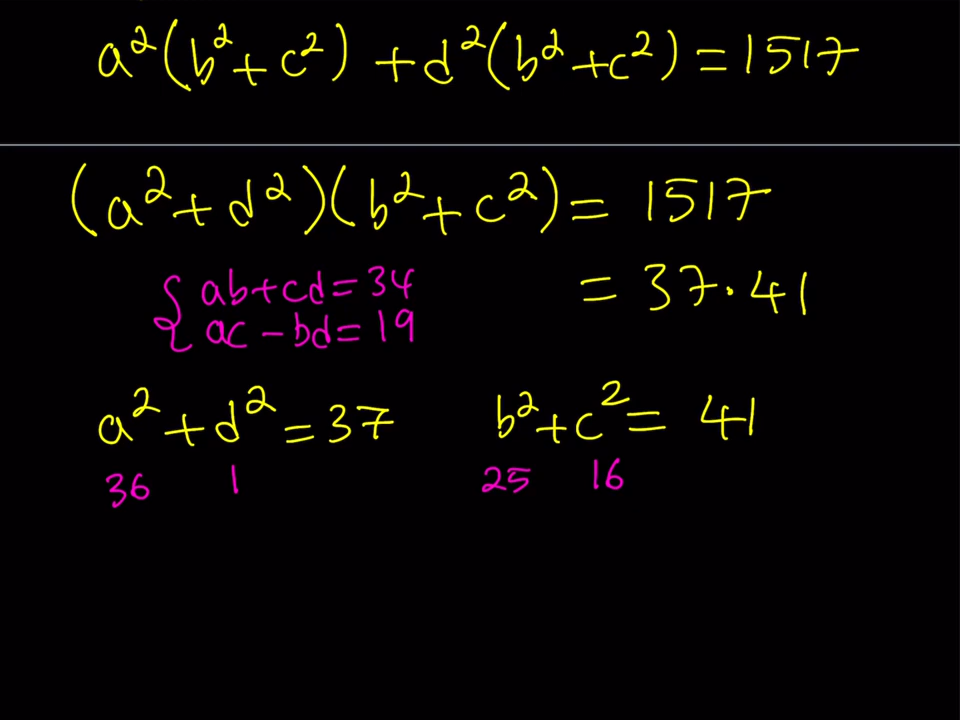 a²(b²+c²) + d²(b²+c²) = 1517
(a²+d²)(b²+c²) = 1517
{ab+cd=34 = 37·41
{ac-bd=19
a²+d²=37 b²+c²= 41
36 1 25 16